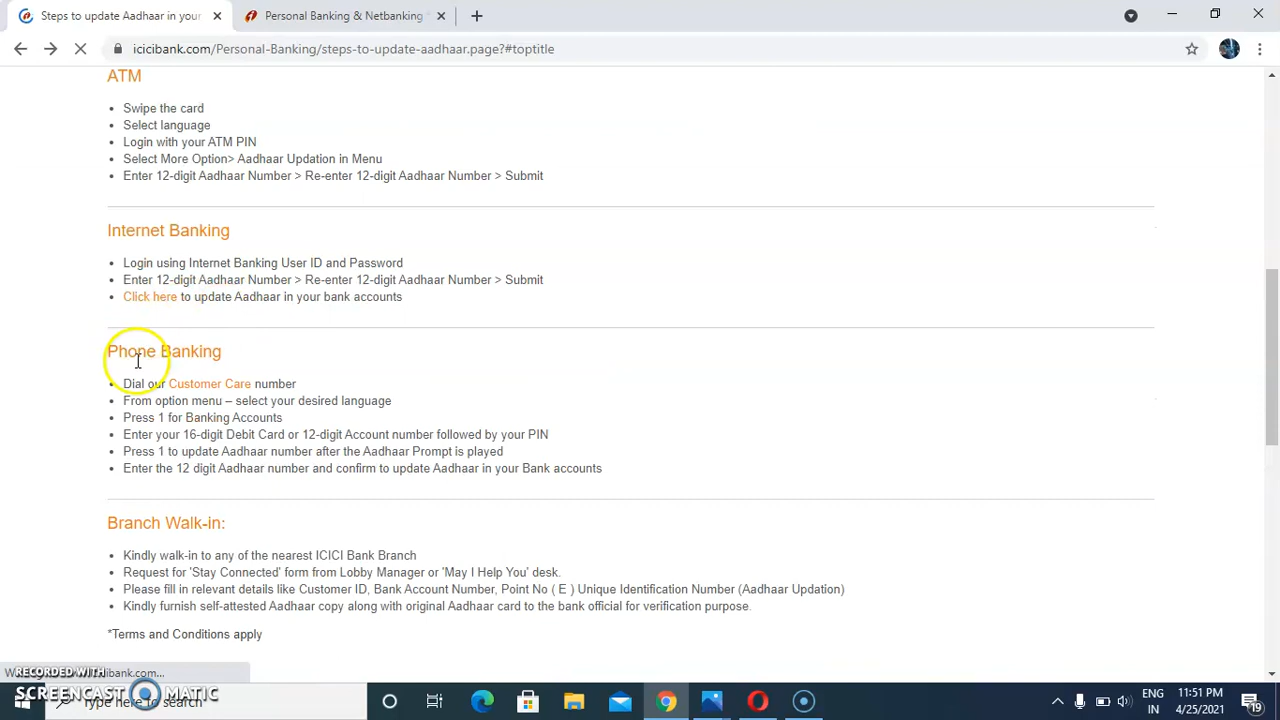 Steps to update Aadhaar in your
Personal Banking & Netbanking
icicibank.com/Personal-Banking/steps-to-update-aadhaar.page?#toptitle
ATM
• Swipe the card
• Select language
• Login with your ATM PIN
• Select More Option> Aadhaar Updation in Menu
• Enter 12-digit Aadhaar Number > Re-enter 12-digit Aadhaar Number > Submit
Internet Banking
• Login using Internet Banking User ID and Password
• Enter 12-digit Aadhaar Number > Re-enter 12-digit Aadhaar Number > Submit
• Click here to update Aadhaar in your bank accounts
Phone Banking
• Dial our Customer Care number
• From option menu – select your desired language
• Press 1 for Banking Accounts
• Enter your 16-digit Debit Card or 12-digit Account number followed by your PIN
• Press 1 to update Aadhaar number after the Aadhaar Prompt is played
• Enter the 12 digit Aadhaar number and confirm to update Aadhaar in your Bank accounts
Branch Walk-in:
• Kindly walk-in to any of the nearest ICICI Bank Branch
• Request for 'Stay Connected' form from Lobby Manager or 'May I Help You' desk.
• Please fill in relevant details like Customer ID, Bank Account Number, Point No ( E ) Unique Identification Number (Aadhaar Updation)
• Kindly furnish self-attested Aadhaar copy along with original Aadhaar card to the bank official for verification purpose.
*Terms and Conditions apply
icicibank.com...
RECORDED WITH
SCREENCAST MATIC
Type here to search
ENG
IN
11:51 PM
4/25/2021
19